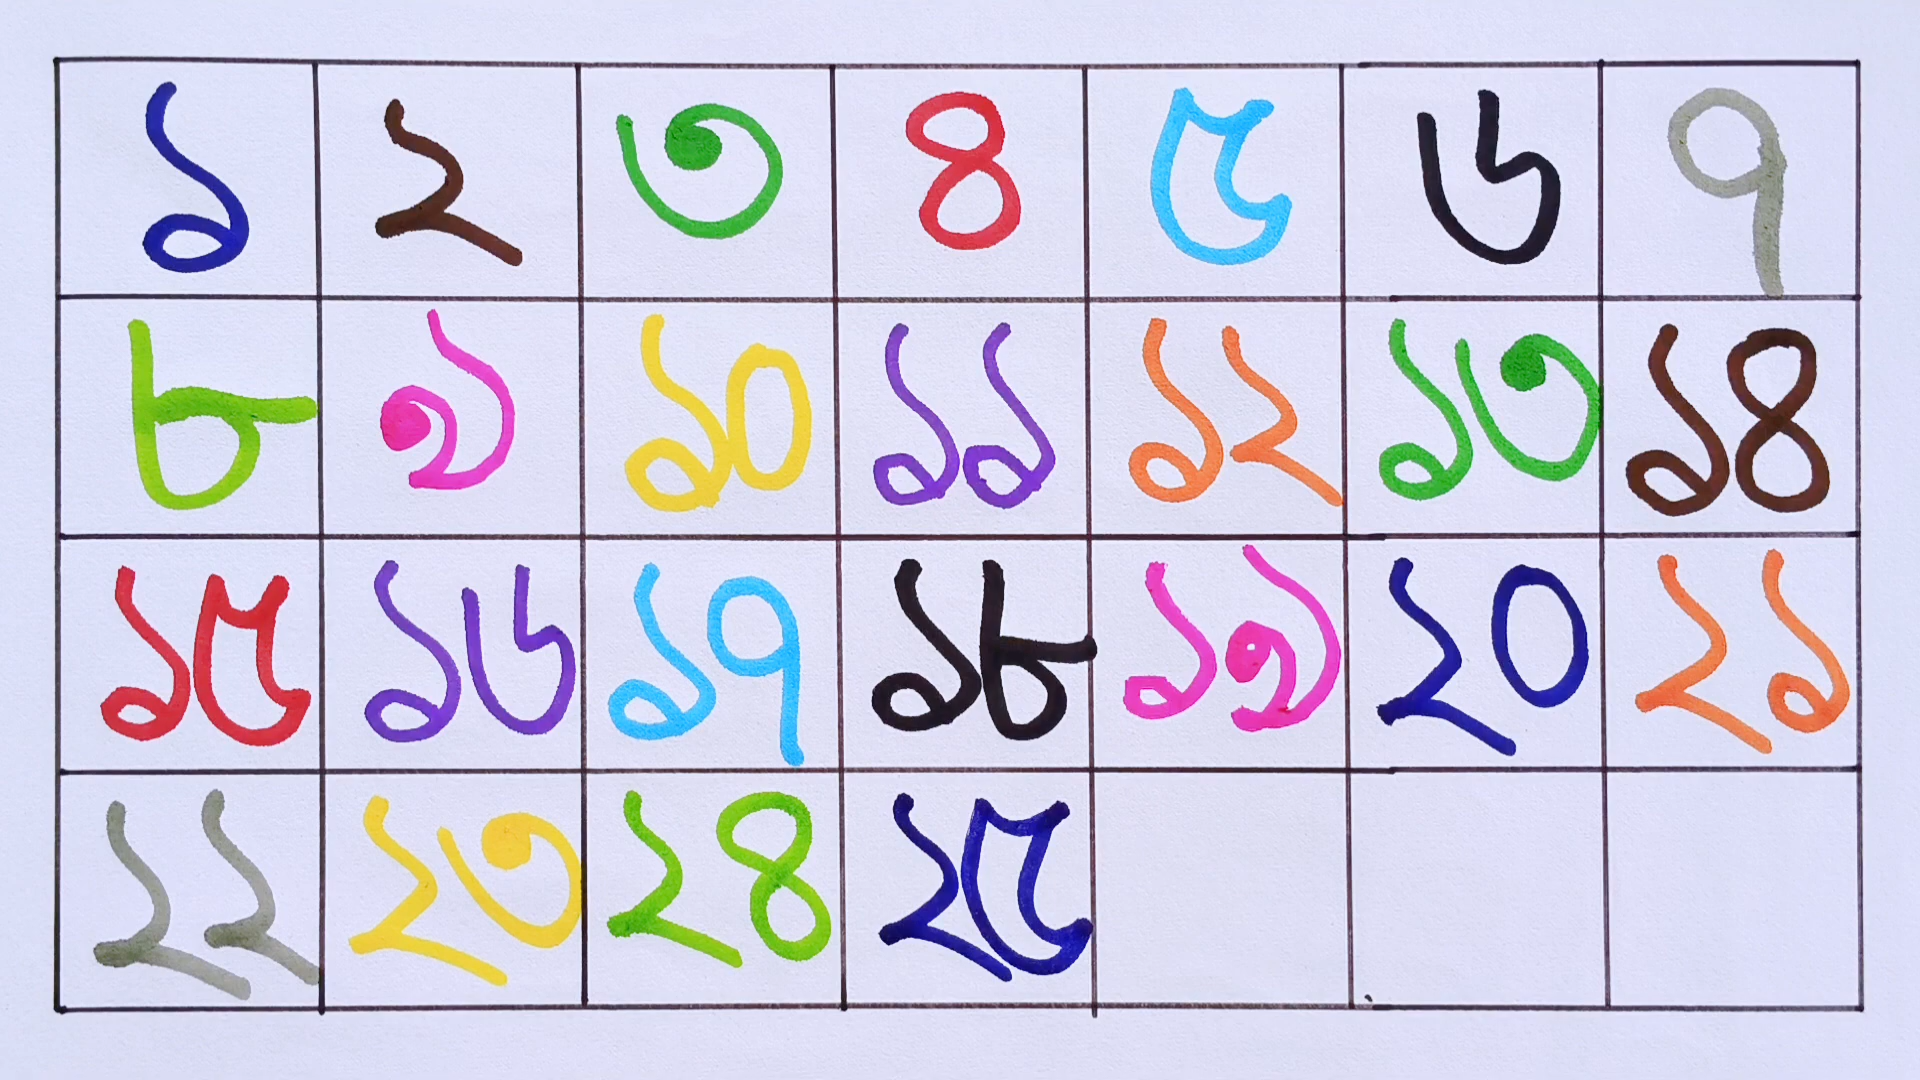 ১ ২ ৩ ৪ ৫ ৬ ৭
৮ ৯ ১০ ১১ ১২ ১৩ ১৪
১৫ ১৬ ১৭ ১৮ ১৯ ২০ ২১
২২ ২৩ ২৪ ২৫